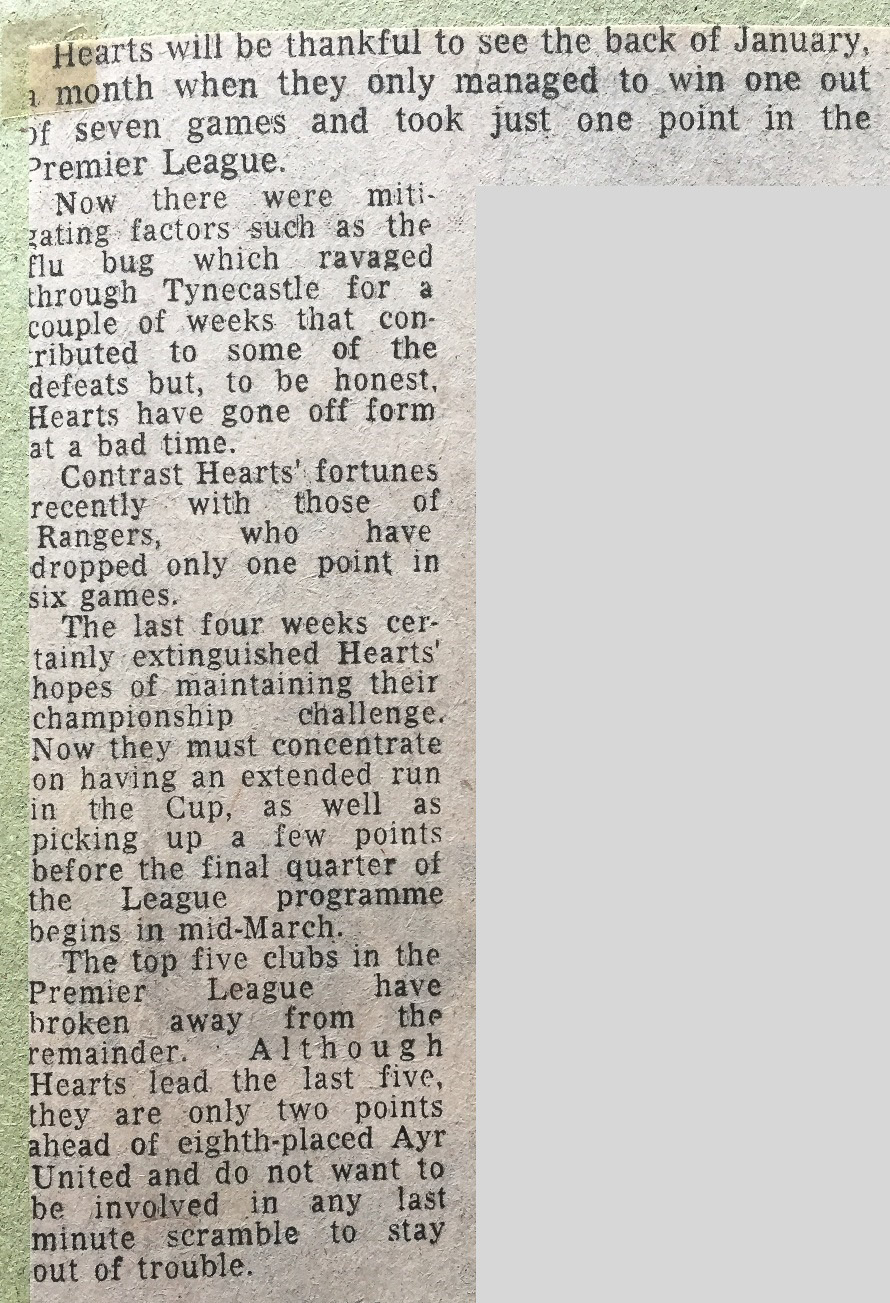 Hearts will be thankful to see the back of January,
a month when they only managed to win one out
of seven games and took just one point in the
Premier League.
Now there were miti-
gating factors such as the
flu bug which ravaged
through Tynecastle for a
couple of weeks that con-
tributed to some of the
defeats but, to be honest,
Hearts have gone off form
at a bad time.
Contrast Hearts' fortunes
recently with those of
Rangers, who have
dropped only one point in
six games.
The last four weeks cer-
tainly extinguished Hearts'
hopes of maintaining their
championship challenge.
Now they must concentrate
on having an extended run
in the Cup, as well as
picking up a few points
before the final quarter of
the League programme
begins in mid-March.
The top five clubs in the
Premier League have
broken away from the
remainder. Although
Hearts lead the last five,
they are only two points
ahead of eighth-placed Ayr
United and do not want to
be involved in any last
minute scramble to stay
out of trouble.